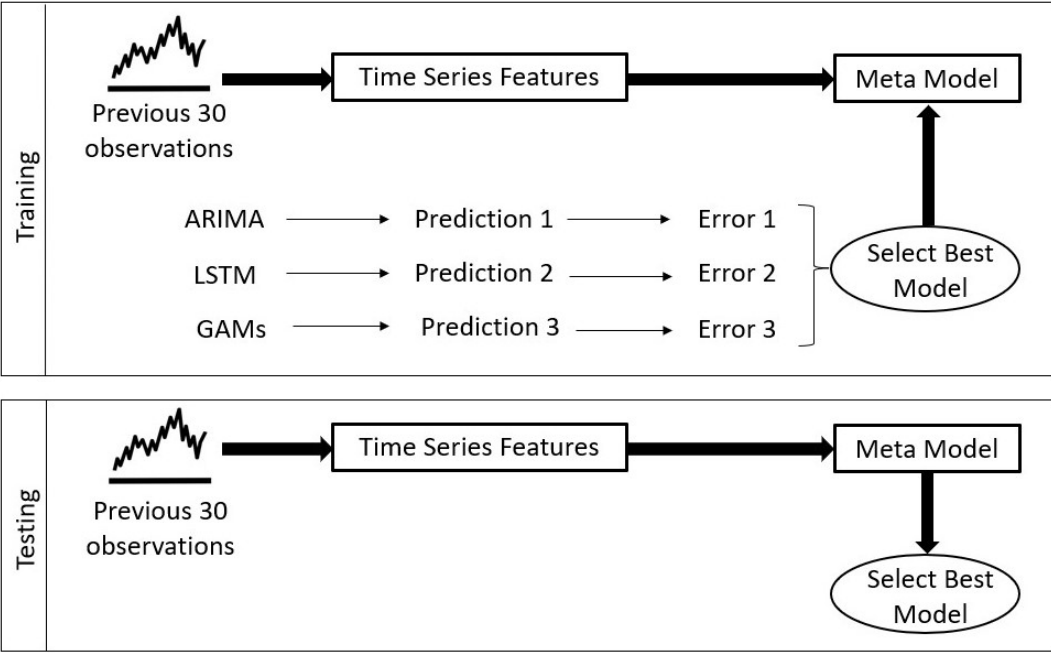 Training
Previous 30
observations
Time Series Features
Meta Model
ARIMA
Prediction 1
Error 1
LSTM
Prediction 2
Error 2
GAMs
Prediction 3
Error 3
Select Best
Model
Testing
Previous 30
observations
Time Series Features
Meta Model
Select Best
Model